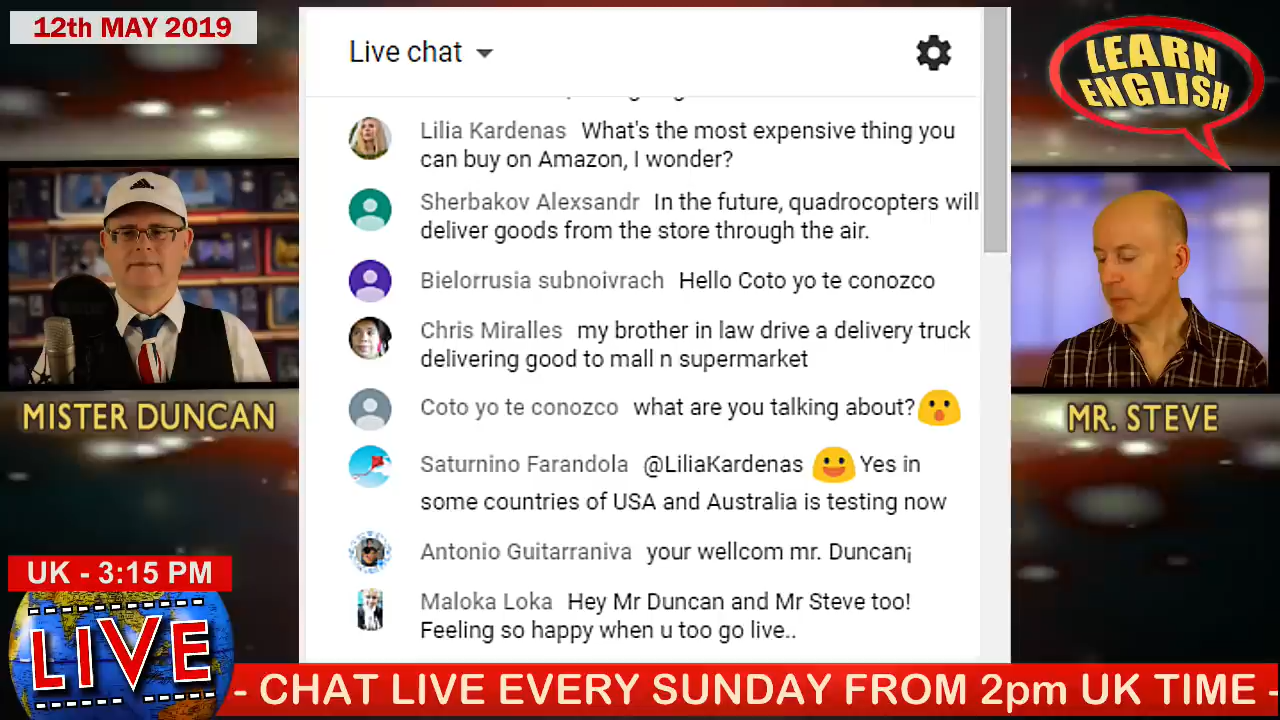 12th MAY 2019
Live chat
LEARN
ENGLISH
Lilia Kardenas What's the most expensive thing you
can buy on Amazon, I wonder?
Sherbakov Alexsandr In the future, quadrocopters will
deliver goods from the store through the air.
Bielorrusia subnoivrach Hello Coto yo te conozco
Chris Miralles my brother in law drive a delivery truck
delivering good to mall n supermarket
Coto yo te conozco what are you talking about?😮
Saturnino Farandola @LiliaKardenas 😀 Yes in
some countries of USA and Australia is testing now
Antonio Guitarraniva your wellcom mr. Duncan¡
Maloka Loka Hey Mr Duncan and Mr Steve too!
Feeling so happy when u too go live..
MISTER DUNCAN
MR. STEVE
UK - 3:15 PM
LIVE
- CHAT LIVE EVERY SUNDAY FROM 2pm UK TIME -